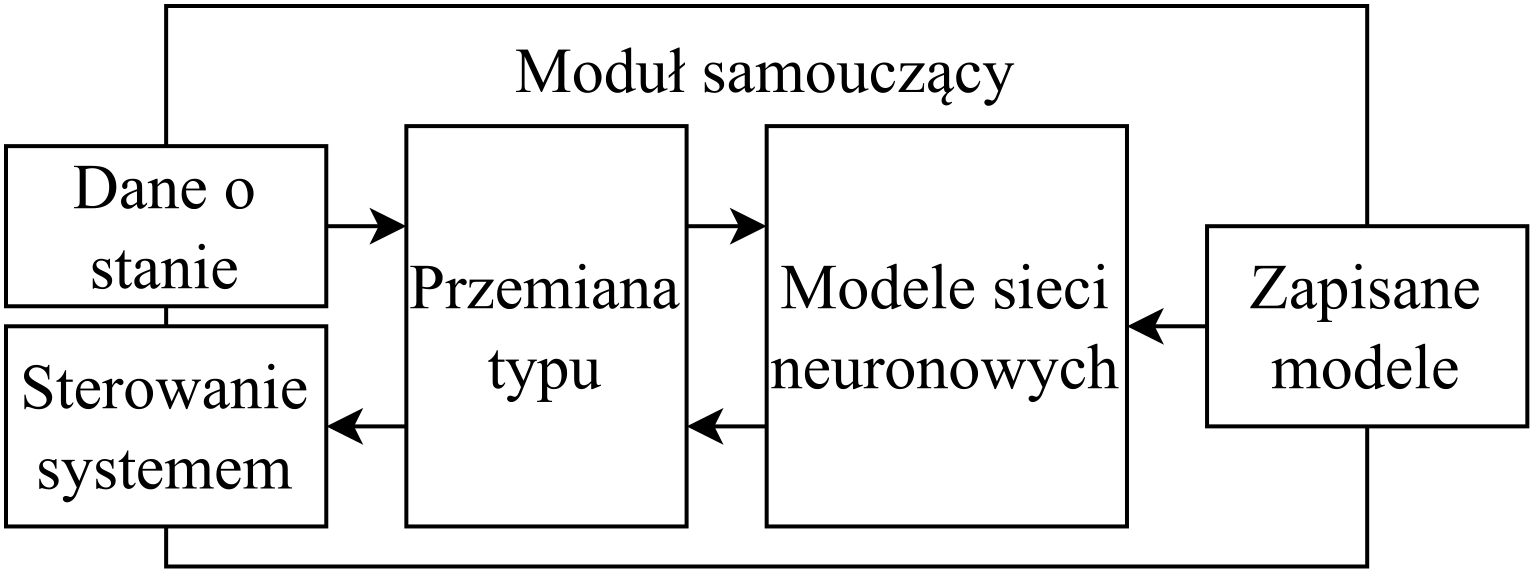 Moduł samouczący
Dane o
stanie
Sterowanie
systemem
Przemiana
typu
Modele sieci
neuronowych
Zapisane
modele